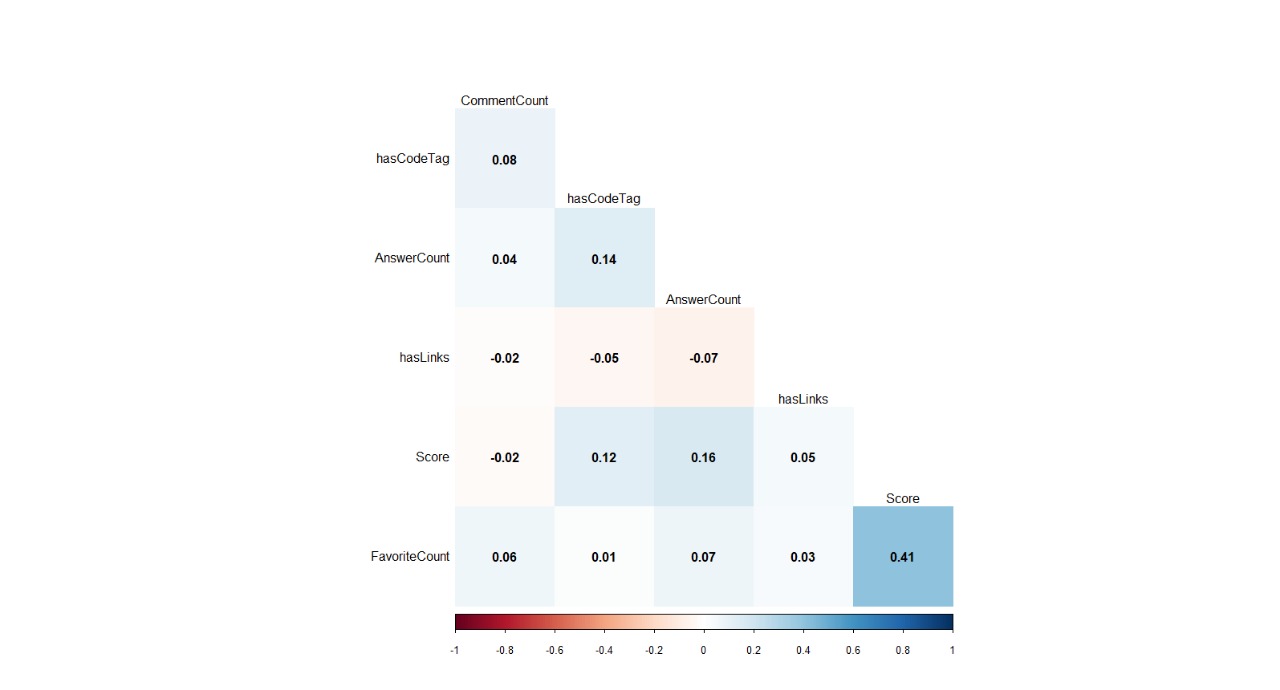 CommentCount
hasCodeTag 0.08
hasCodeTag
AnswerCount 0.04 0.14
AnswerCount
hasLinks -0.02 -0.05 -0.07
hasLinks
Score -0.02 0.12 0.16 0.05
Score
FavoriteCount 0.06 0.01 0.07 0.03 0.41
-1 -0.8 -0.6 -0.4 -0.2 0 0.2 0.4 0.6 0.8 1